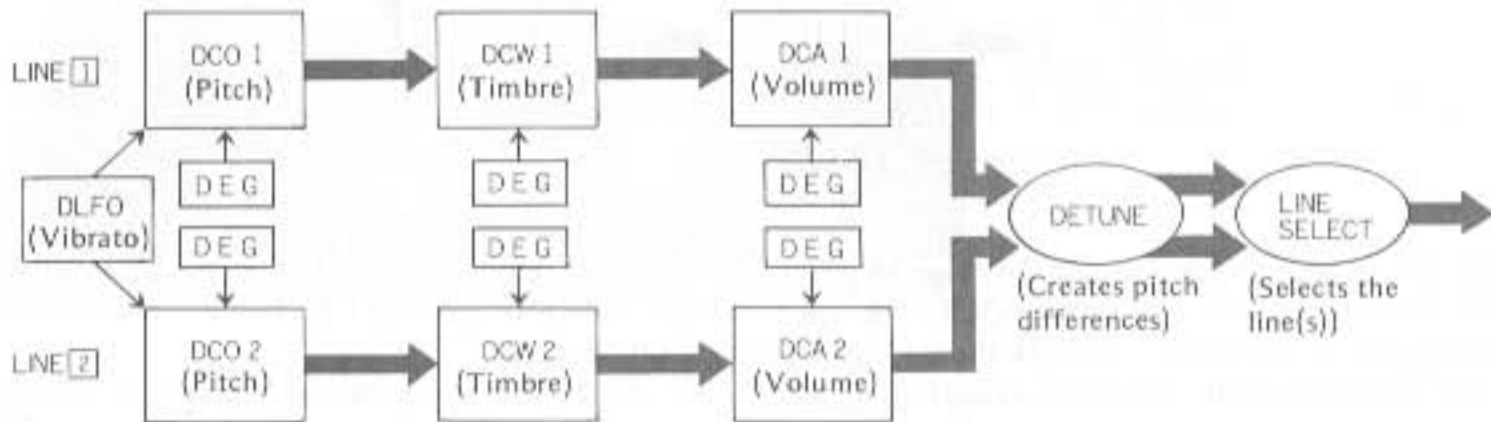 LINE 1
DCO 1
(Pitch)
DCW 1
(Timbre)
DCA 1
(Volume)
DEG
DEG
DEG
DLFO
(Vibrato)
DEG
DEG
DEG
DETUNE
(Creates pitch
differences)
LINE
SELECT
(Selects the
line(s))
LINE 2
DCO 2
(Pitch)
DCW 2
(Timbre)
DCA 2
(Volume)